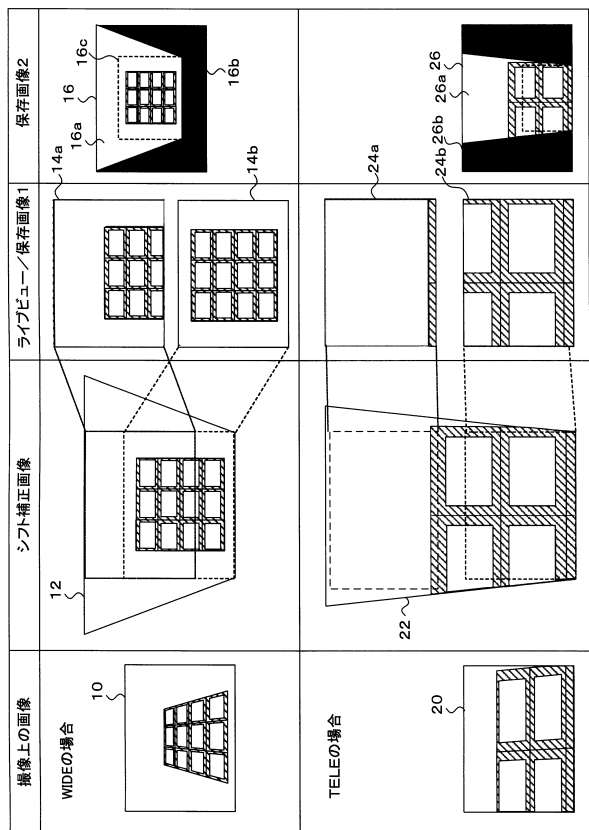 撮像上の画像
シフト補正画像
ライブビュー/保存画像1
保存画像2
WIDEの場合
10
12
14a
14b
16
16a
16b
16c
TELEの場合
20
22
24a
24b
26
26a
26b